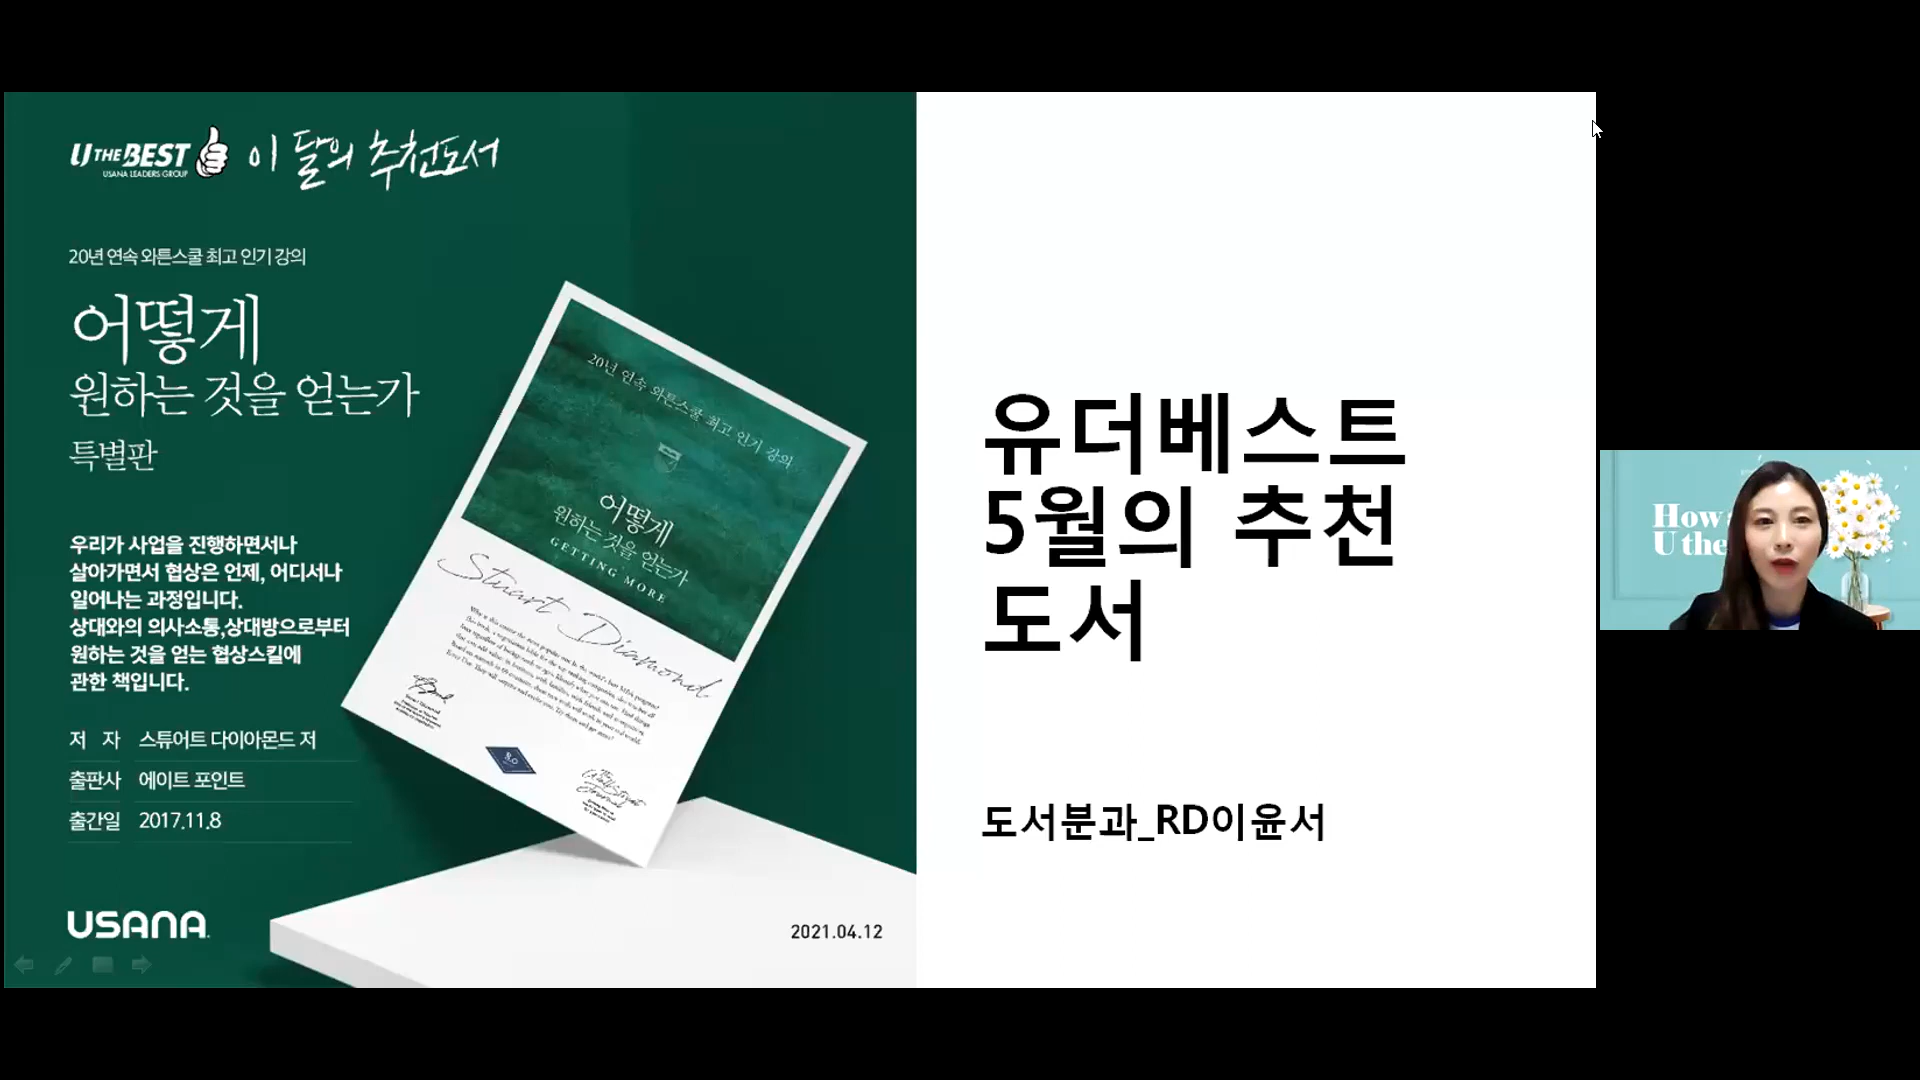 U THE BEST 이 달의 추천도서
USANA LEADERS GROUP
20년 연속 와튼스쿨 최고 인기 강의
어떻게
원하는 것을 얻는가
특별판
우리가 사업을 진행하면서나
살아가면서 협상은 언제, 어디서나
일어나는 과정입니다.
상대와의 의사소통,상대방으로부터
원하는 것을 얻는 협상스킬에
관한 책입니다.
저 자 스튜어트 다이아몬드 저
출판사 에이트 포인트
출간일 2017.11.8
USANA
20년 연속 와튼스쿨 최고 인기 강의
어떻게
원하는 것을 얻는가
GETTING MORE
Stuart Diamond
2021.04.12
유더베스트
5월의 추천
도서
도서분과_RD이윤서
How
U the